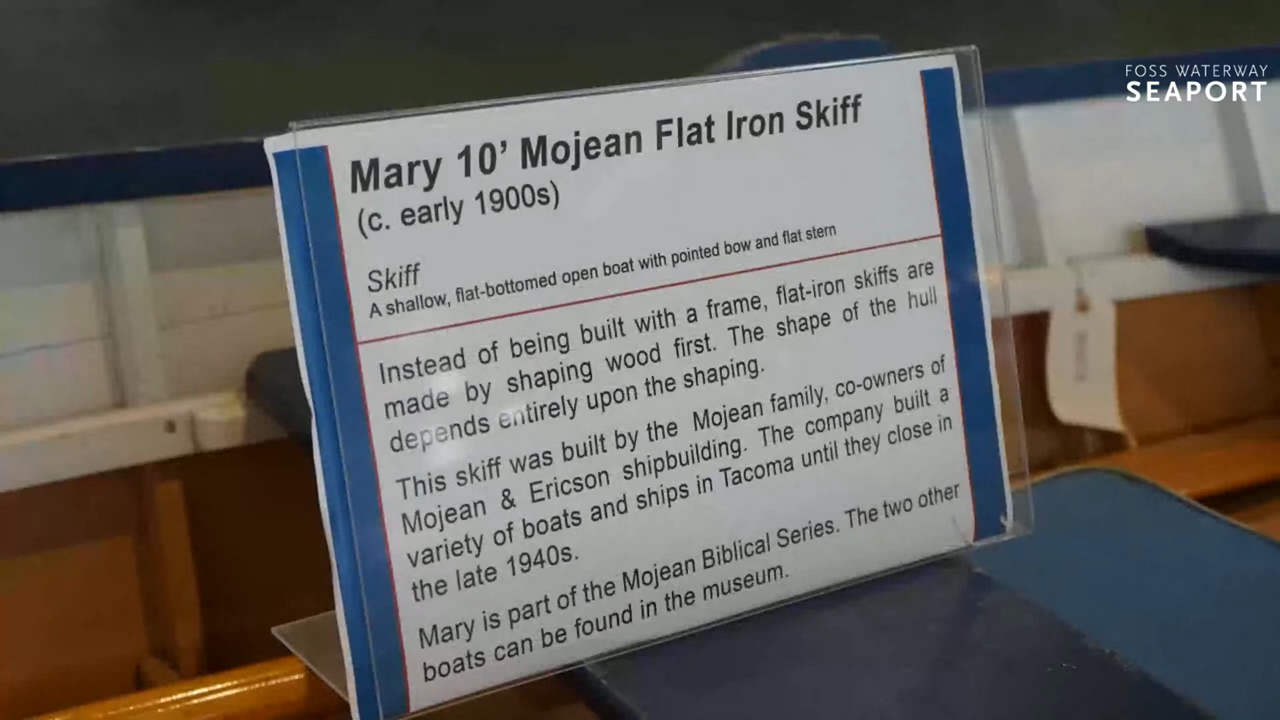 FOSS WATERWAY
SEAPORT
Mary 10’ Mojean Flat Iron Skiff
(c. early 1900s)
Skiff
A shallow, flat-bottomed open boat with pointed bow and flat stern
Instead of being built with a frame, flat-iron skiffs are
made by shaping wood first. The shape of the hull
depends entirely upon the shaping.
This skiff was built by the Mojean family, co-owners of
Mojean & Ericson shipbuilding. The company built a
variety of boats and ships in Tacoma until they close in
the late 1940s.
Mary is part of the Mojean Biblical Series. The two other
boats can be found in the museum.